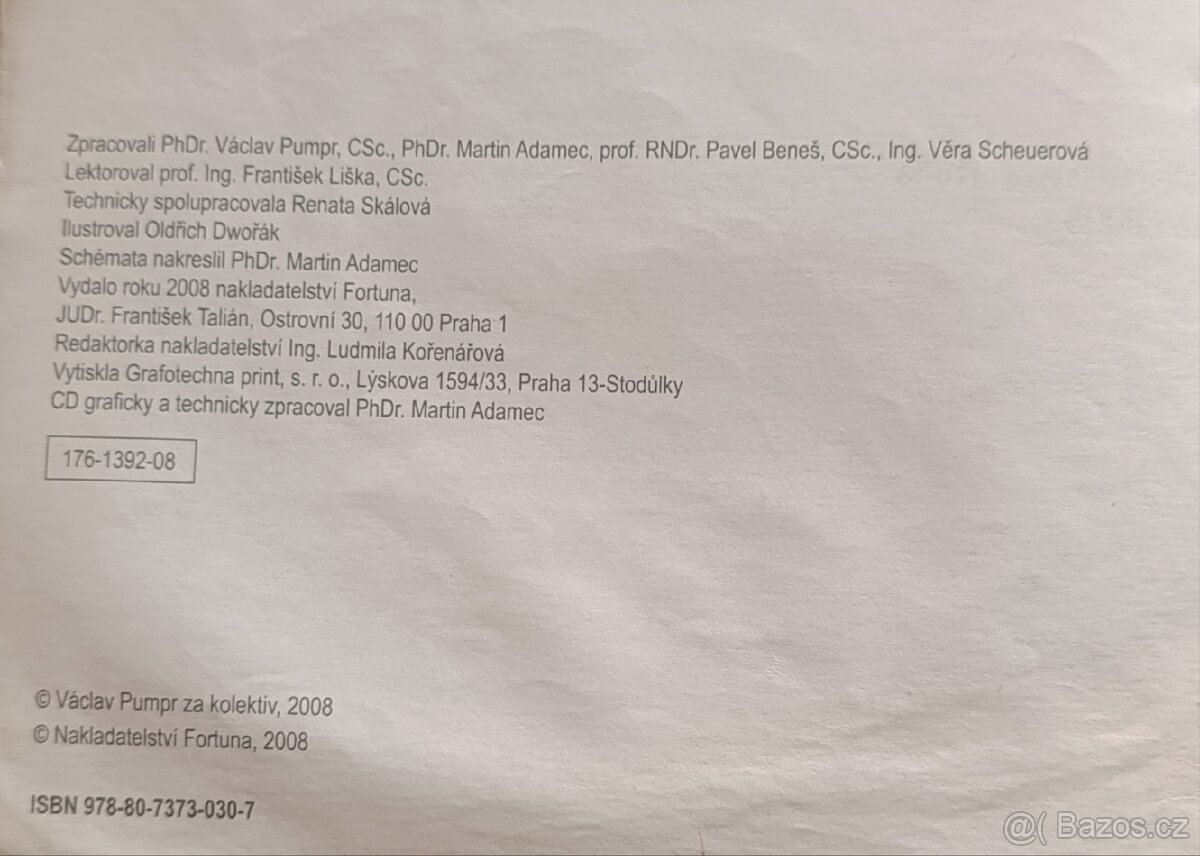 Zpracovali PhDr. Václav Pumpr, CSc., PhDr. Martin Adamec, prof. RNDr. Pavel Beneš, CSc., Ing. Věra Scheuerová
Lektoroval prof. Ing. František Liška, CSc.
Technicky spolupracovala Renata Skálová
Ilustroval Oldřich Dwořák
Schémata nakreslil PhDr. Martin Adamec
Vydalo roku 2008 nakladatelství Fortuna,
JUDr. František Talián, Ostrovní 30, 110 00 Praha 1
Redaktorka nakladatelství Ing. Ludmila Kořenářová
Vytiskla Grafotechna print, s. r. o., Lýskova 1594/33, Praha 13-Stodůlky
CD graficky a technicky zpracoval PhDr. Martin Adamec
176-1392-08
© Václav Pumpr za kolektiv, 2008
© Nakladatelství Fortuna, 2008
ISBN 978-80-7373-030-7
@( Bazos.cz